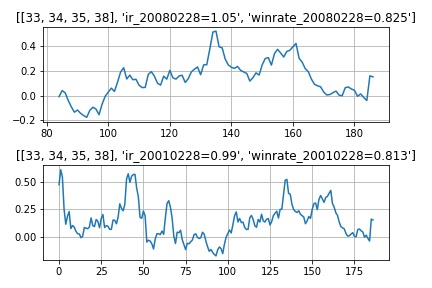 [[33, 34, 35, 38], 'ir_20080228=1.05', 'winrate_20080228=0.825']
0.4
0.2
0.0
−0.2
80 100 120 140 160 180
[[33, 34, 35, 38], 'ir_20010228=0.99', 'winrate_20010228=0.813']
0.50
0.25
0.00
0 25 50 75 100 125 150 175